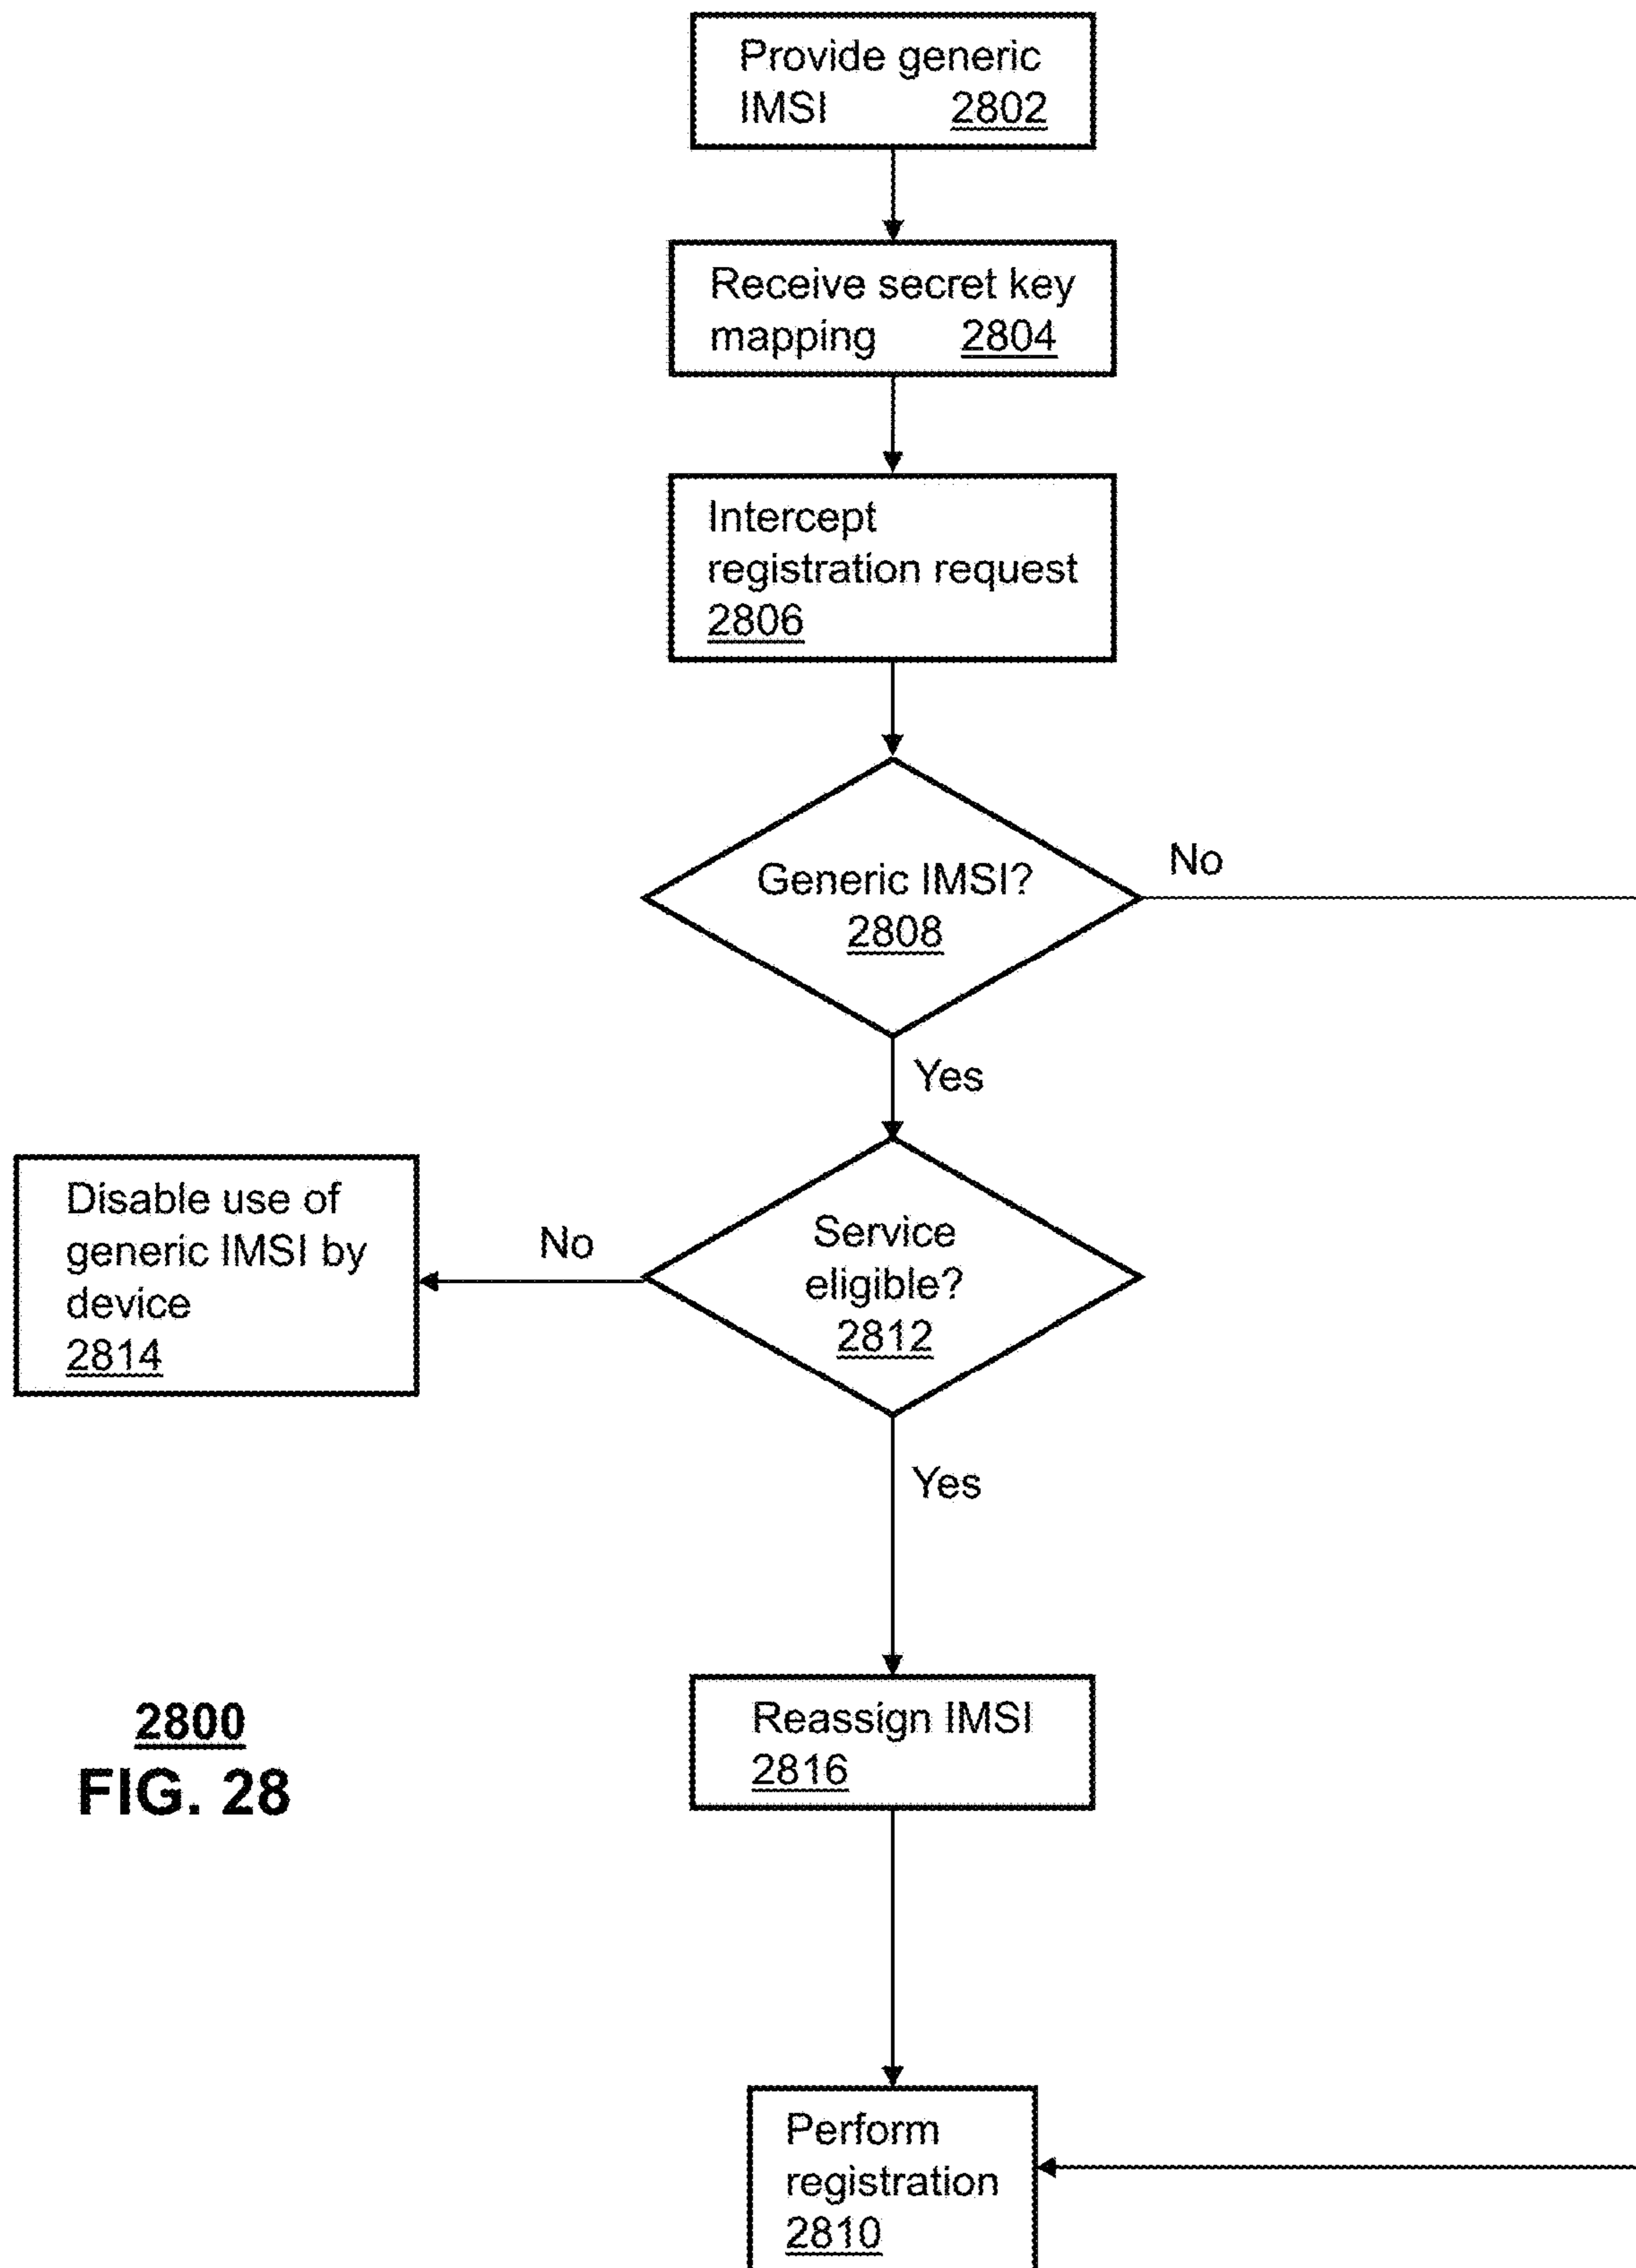 Provide generic
IMSI 2802
Receive secret key
mapping 2804
Intercept
registration request
2806
Generic IMSI?
2808
No
Yes
Disable use of
generic IMSI by
device
2814
No
Service
eligible?
2812
Yes
Reassign IMSI
2816
2800
FIG. 28
Perform
registration
2810